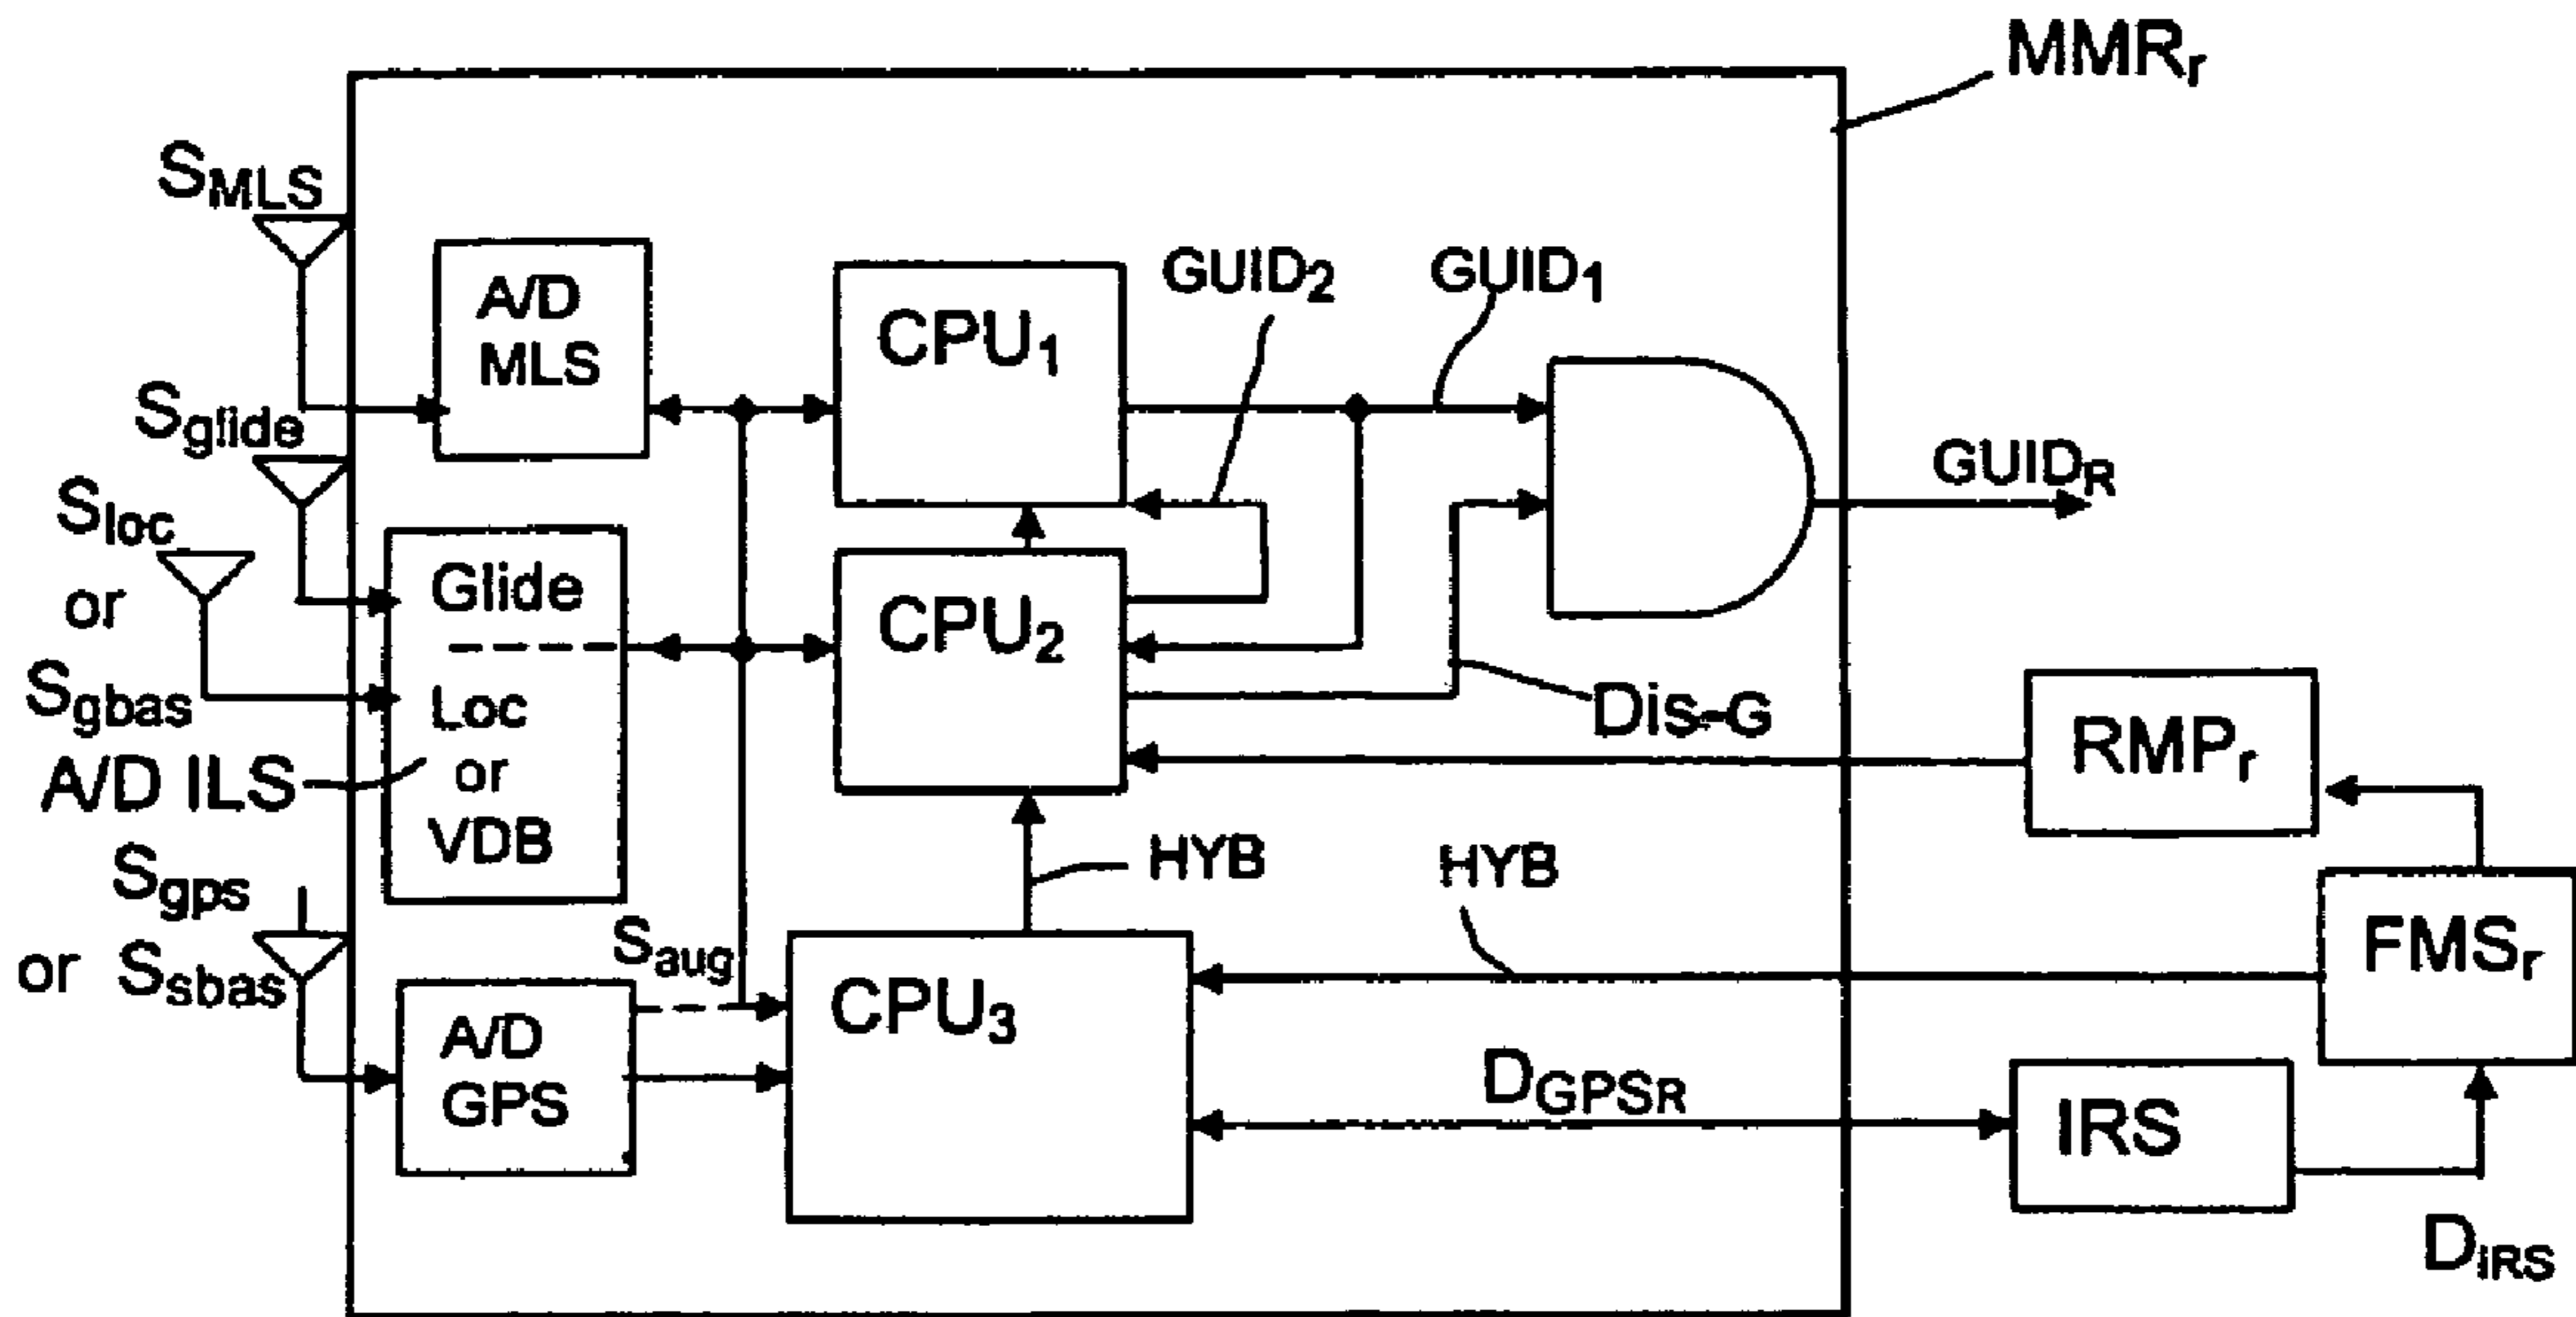 MMRr
SMLS
A/D
MLS
CPU1
GUID2
GUID1
Sglide
GUIDR
Sloc
or
Sgbas
Glide
Loc
or
VDB
CPU2
Dis-G
RMPr
A/D ILS
HYB
HYB
Sgps
or Ssbas
Saug
A/D
GPS
CPU3
FMSr
DGPSR
IRS
DIRS